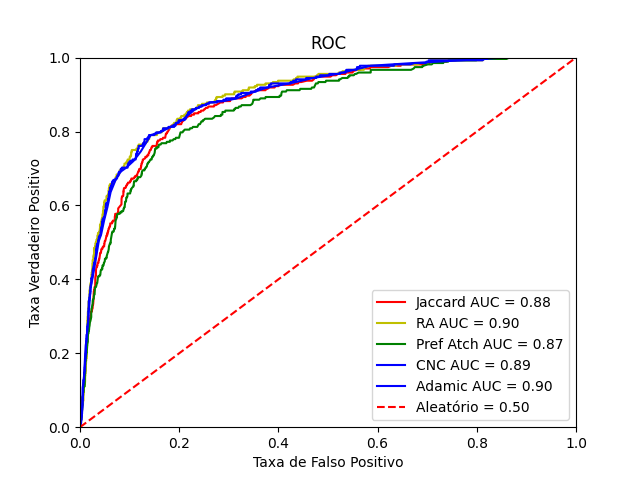 ROC
1.0
0.8
0.6
0.4
0.2
0.0
Taxa Verdadeiro Positivo
Jaccard AUC = 0.88
RA AUC = 0.90
Pref Atch AUC = 0.87
CNC AUC = 0.89
Adamic AUC = 0.90
Aleatório = 0.50
0.0 0.2 0.4 0.6 0.8 1.0
Taxa de Falso Positivo